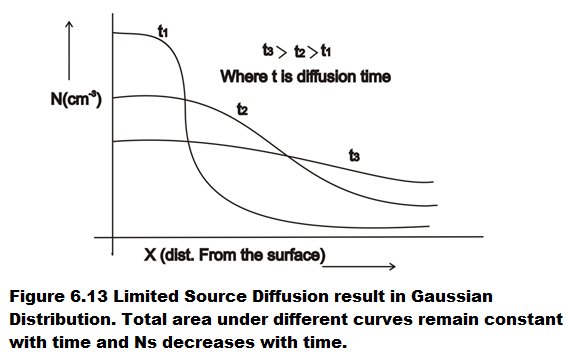 t₁
t₃ > t₂ > t₁
Where t is diffusion time
N(cm⁻³)
t₂
t₃
X (dist. From the surface)
Figure 6.13 Limited Source Diffusion result in Gaussian
Distribution. Total area under different curves remain constant
with time and Ns decreases with time.